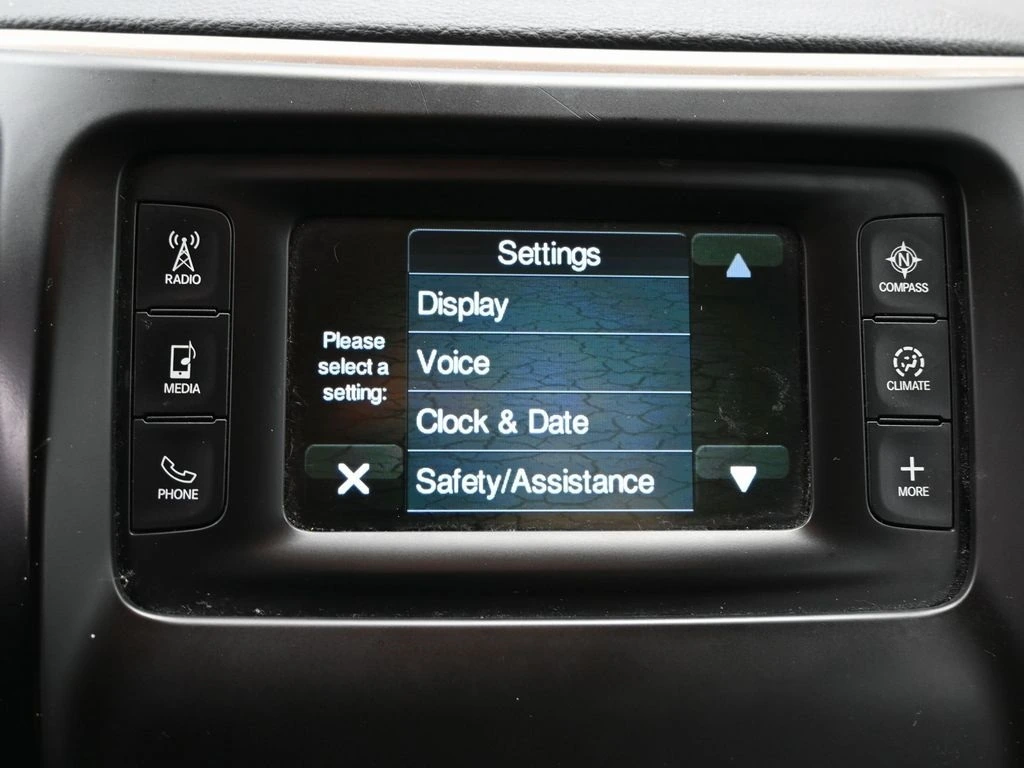 RADIO
MEDIA
PHONE
Please
select a
setting:
Settings
Display
Voice
Clock & Date
Safety/Assistance
N
COMPASS
CLIMATE
MORE